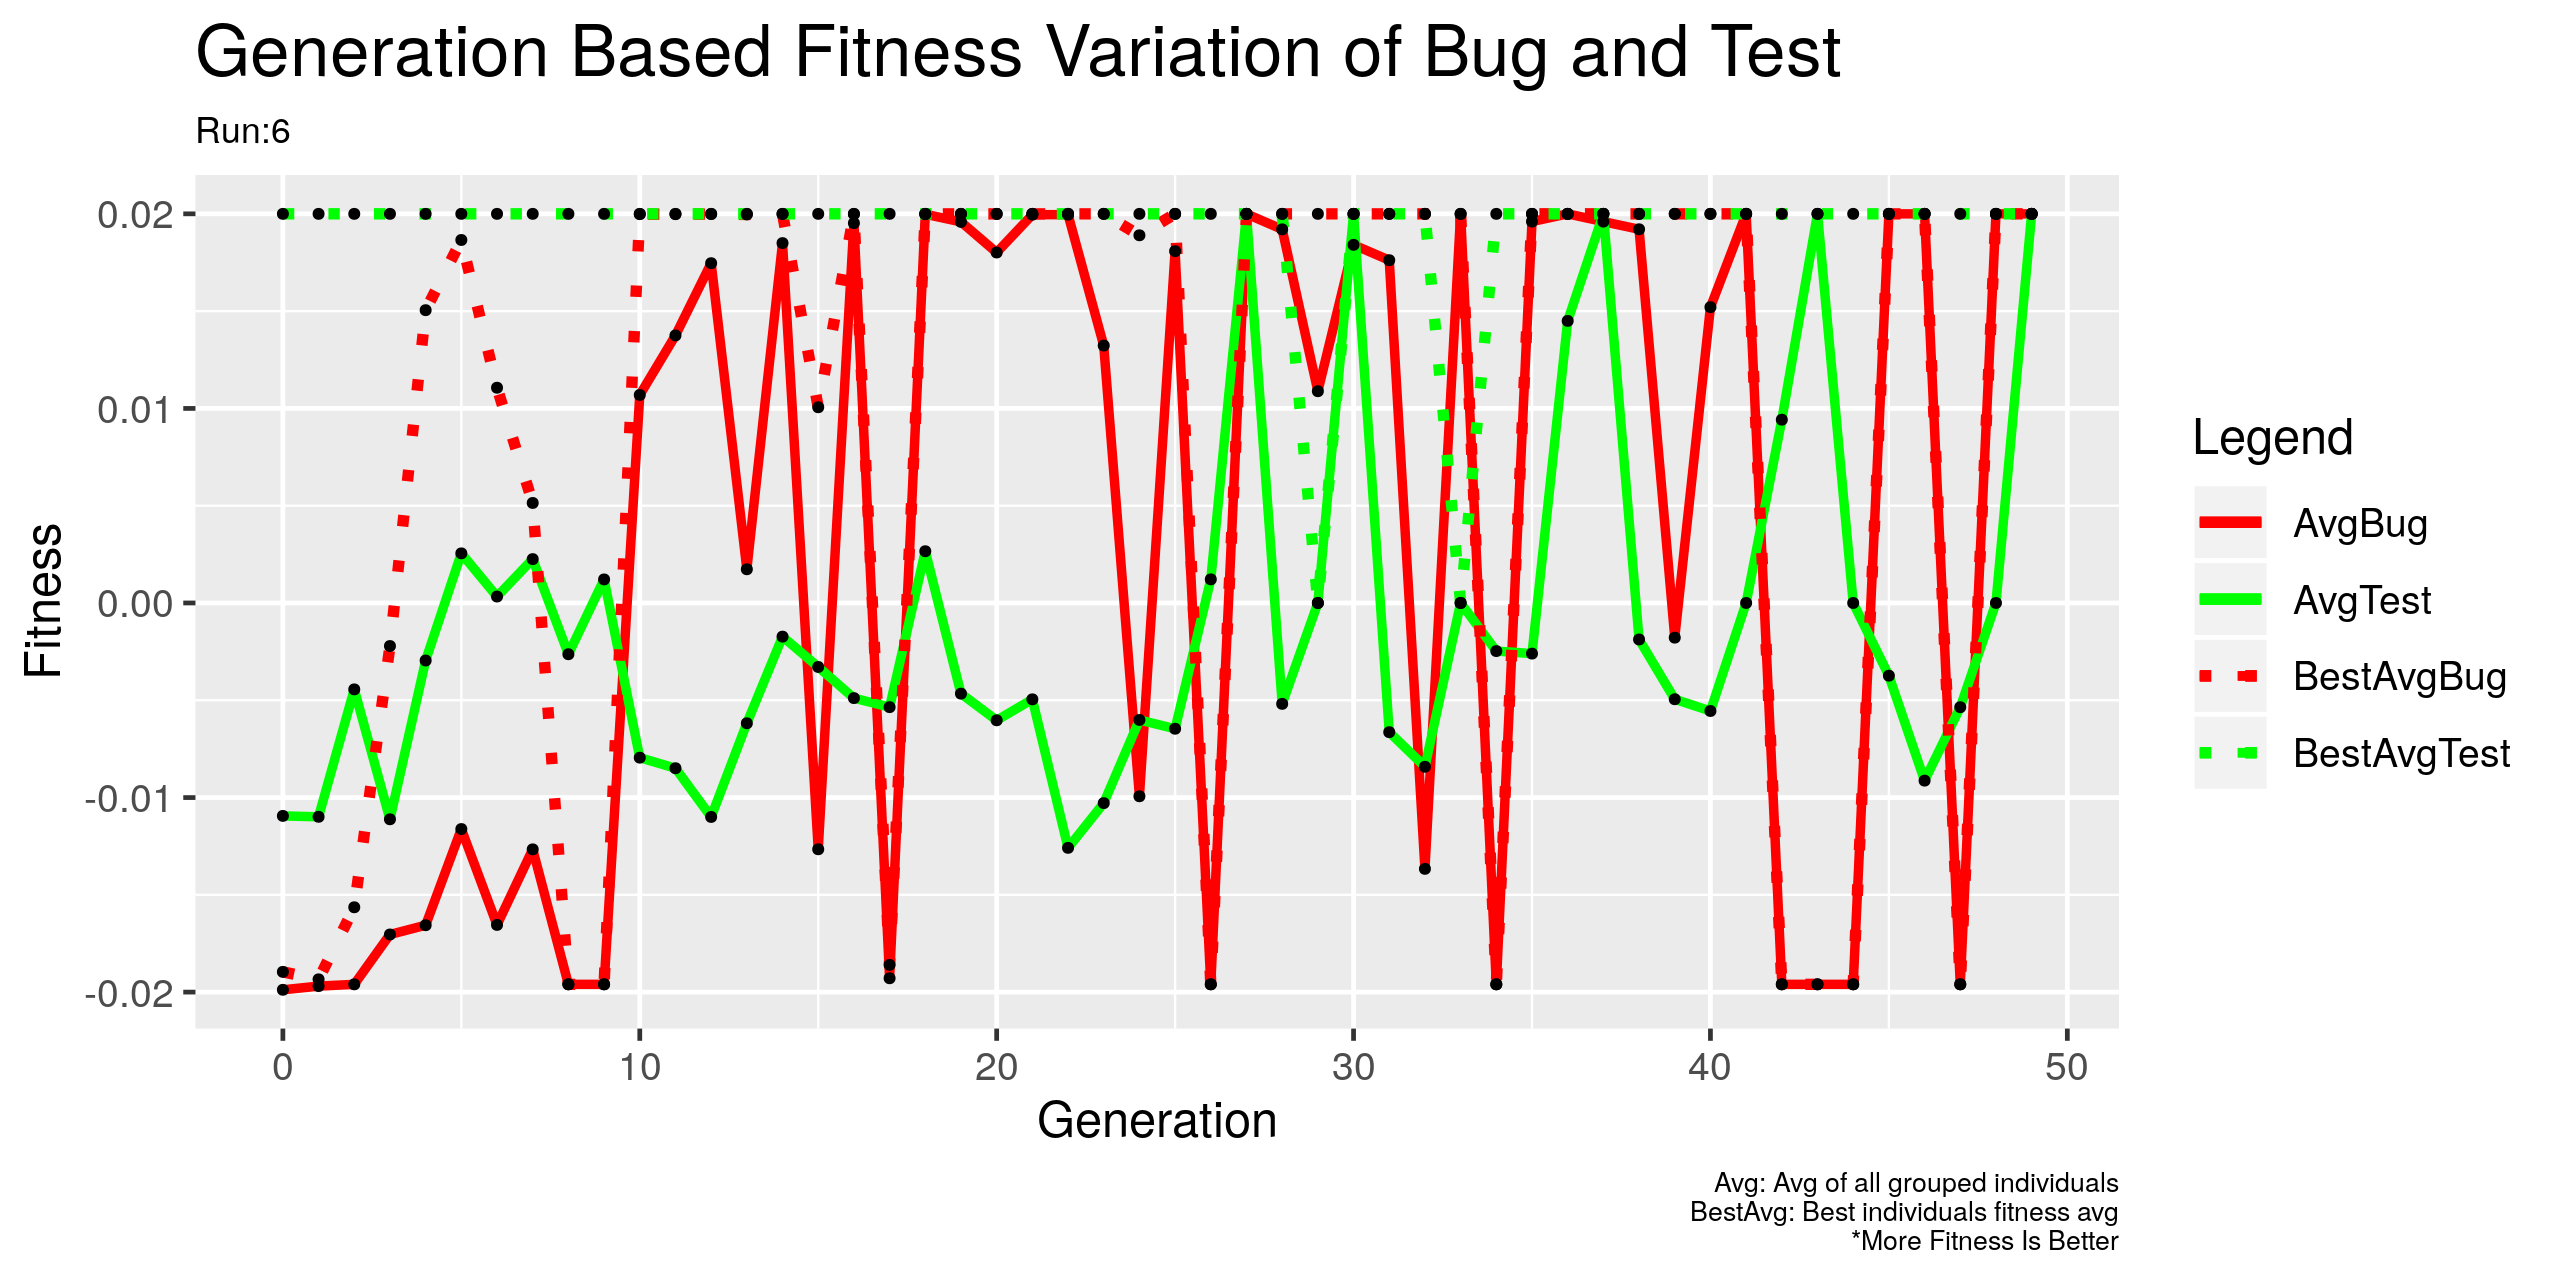 Generation Based Fitness Variation of Bug and Test
Run:6
Fitness
0.02
0.01
0.00
-0.01
-0.02
0
10
20
30
40
50
Generation
Legend
AvgBug
AvgTest
BestAvgBug
BestAvgTest
Avg: Avg of all grouped individuals
BestAvg: Best individuals fitness avg
*More Fitness Is Better